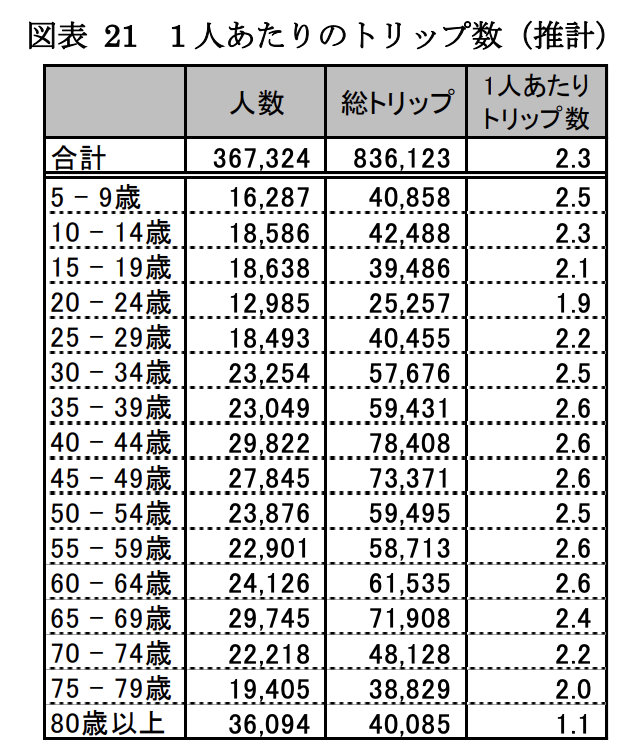 図表 21　1人あたりのトリップ数（推計）
人数 総トリップ 1人あたり
トリップ数
合計 367,324 836,123 2.3
5 － 9歳 16,287 40,858 2.5
10 － 14歳 18,586 42,488 2.3
15 － 19歳 18,638 39,486 2.1
20 － 24歳 12,985 25,257 1.9
25 － 29歳 18,493 40,455 2.2
30 － 34歳 23,254 57,676 2.5
35 － 39歳 23,049 59,431 2.6
40 － 44歳 29,822 78,408 2.6
45 － 49歳 27,845 73,371 2.6
50 － 54歳 23,876 59,495 2.5
55 － 59歳 22,901 58,713 2.6
60 － 64歳 24,126 61,535 2.6
65 － 69歳 29,745 71,908 2.4
70 － 74歳 22,218 48,128 2.2
75 － 79歳 19,405 38,829 2.0
80歳以上 36,094 40,085 1.1